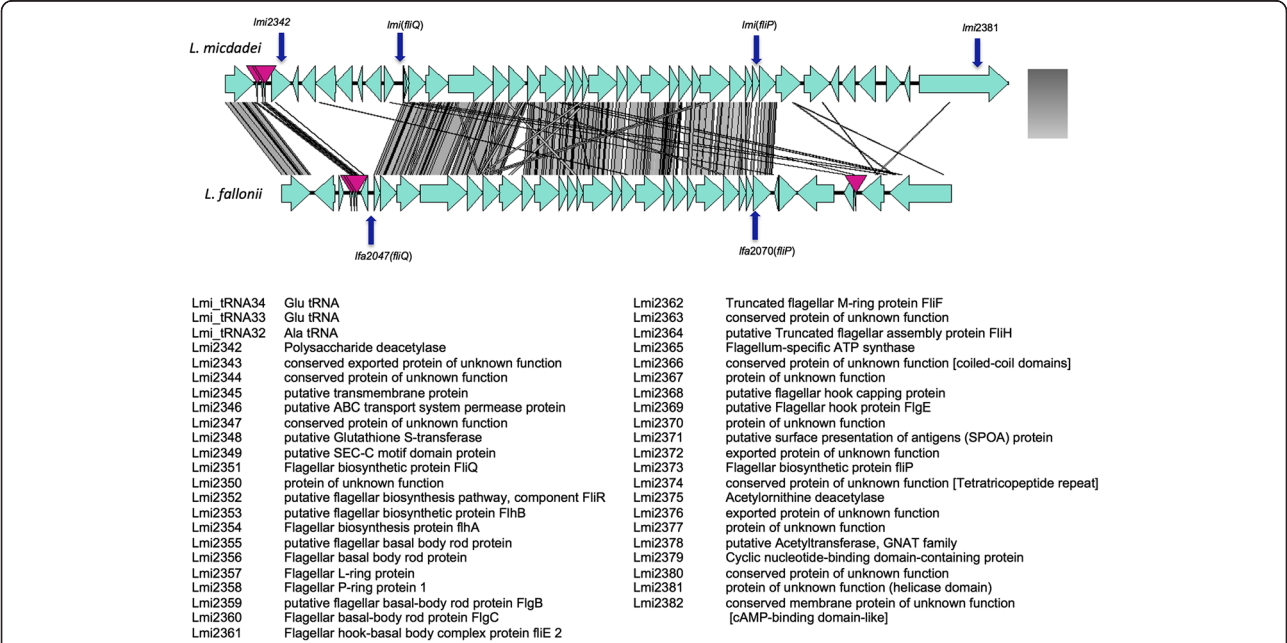 lmi2342
lmi(fliQ)
lmi(fliP)
lmi2381
L. micdadei
L. fallonii
lfa2047(fliQ)
lfa2070(fliP)
Lmi_tRNA34 Glu tRNA
Lmi_tRNA33 Glu tRNA
Lmi_tRNA32 Ala tRNA
Lmi2342 Polysaccharide deacetylase
Lmi2343 conserved exported protein of unknown function
Lmi2344 conserved protein of unknown function
Lmi2345 putative transmembrane protein
Lmi2346 putative ABC transport system permease protein
Lmi2347 conserved protein of unknown function
Lmi2348 putative Glutathione S-transferase
Lmi2349 putative SEC-C motif domain protein
Lmi2351 Flagellar biosynthetic protein FliQ
Lmi2350 protein of unknown function
Lmi2352 putative flagellar biosynthesis pathway, component FliR
Lmi2353 putative flagellar biosynthetic protein FlhB
Lmi2354 Flagellar biosynthesis protein flhA
Lmi2355 putative flagellar basal body rod protein
Lmi2356 Flagellar basal body rod protein
Lmi2357 Flagellar L-ring protein
Lmi2358 Flagellar P-ring protein 1
Lmi2359 putative flagellar basal-body rod protein FlgB
Lmi2360 Flagellar basal-body rod protein FlgC
Lmi2361 Flagellar hook-basal body complex protein fliE 2
Lmi2362 Truncated flagellar M-ring protein FliF
Lmi2363 conserved protein of unknown function
Lmi2364 putative Truncated flagellar assembly protein FliH
Lmi2365 Flagellum-specific ATP synthase
Lmi2366 conserved protein of unknown function [coiled-coil domains]
Lmi2367 protein of unknown function
Lmi2368 putative flagellar hook capping protein
Lmi2369 putative Flagellar hook protein FlgE
Lmi2370 protein of unknown function
Lmi2371 putative surface presentation of antigens (SPOA) protein
Lmi2372 exported protein of unknown function
Lmi2373 Flagellar biosynthetic protein fliP
Lmi2374 conserved protein of unknown function [Tetratricopeptide repeat]
Lmi2375 Acetylornithine deacetylase
Lmi2376 exported protein of unknown function
Lmi2377 protein of unknown function
Lmi2378 putative Acetyltransferase, GNAT family
Lmi2379 Cyclic nucleotide-binding domain-containing protein
Lmi2380 conserved protein of unknown function
Lmi2381 protein of unknown function (helicase domain)
Lmi2382 conserved membrane protein of unknown function
[cAMP-binding domain-like]